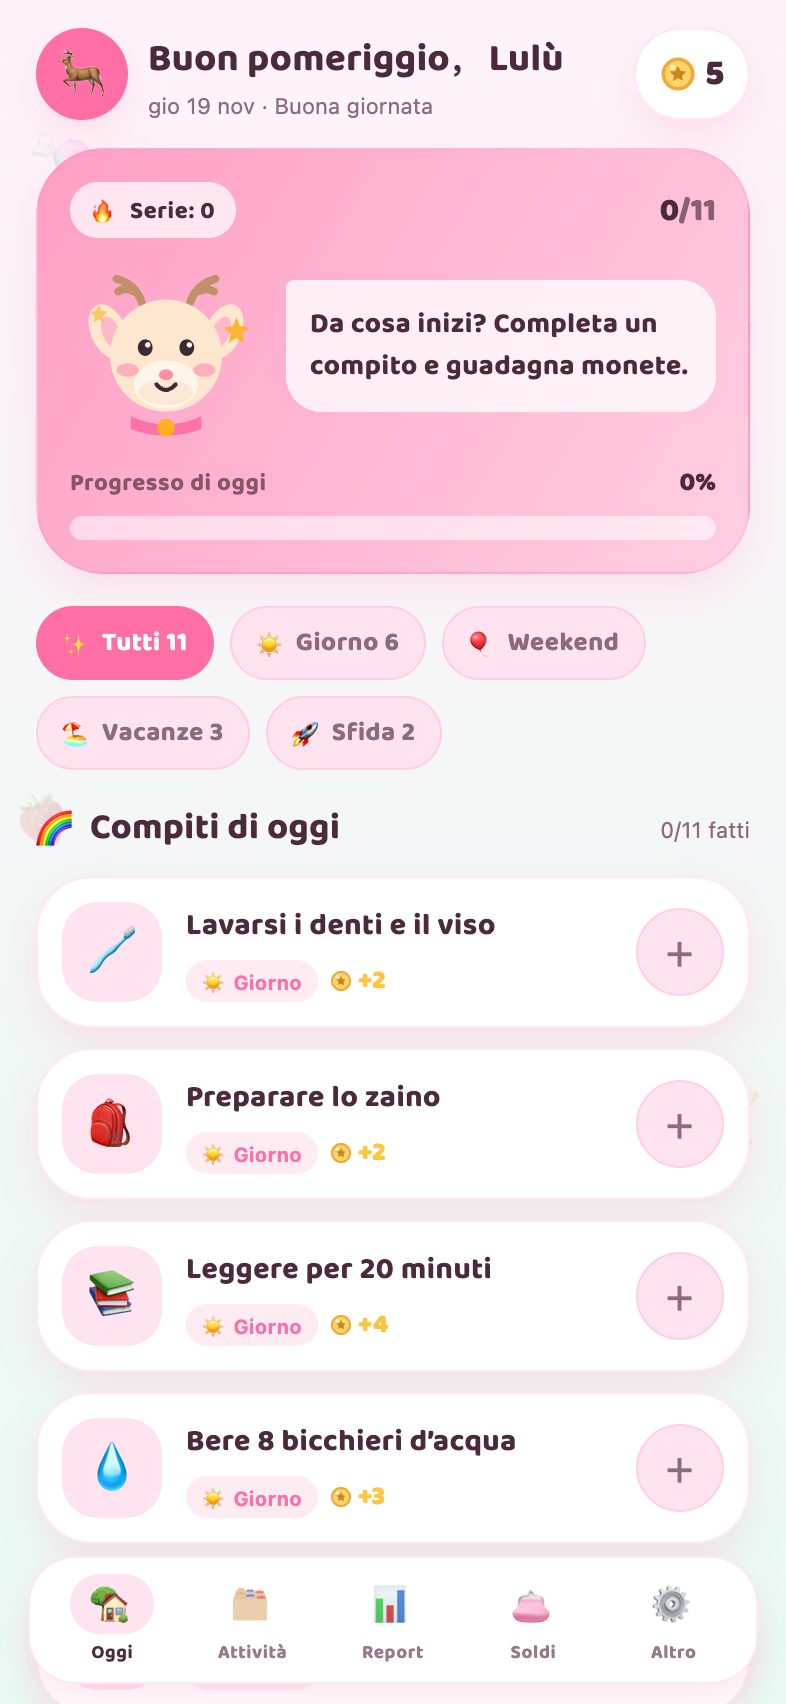 Buon pomeriggio， Lulù
gio 19 nov · Buona giornata
5
Serie: 0
0/11
Da cosa inizi? Completa un
compito e guadagna monete.
Progresso di oggi
0%
Tutti 11
Giorno 6
Weekend
Vacanze 3
Sfida 2
Compiti di oggi
0/11 fatti
Lavarsi i denti e il viso
Giorno
+2
Preparare lo zaino
Giorno
+2
Leggere per 20 minuti
Giorno
+4
Bere 8 bicchieri d’acqua
Giorno
+3
Oggi
Attività
Report
Soldi
Altro